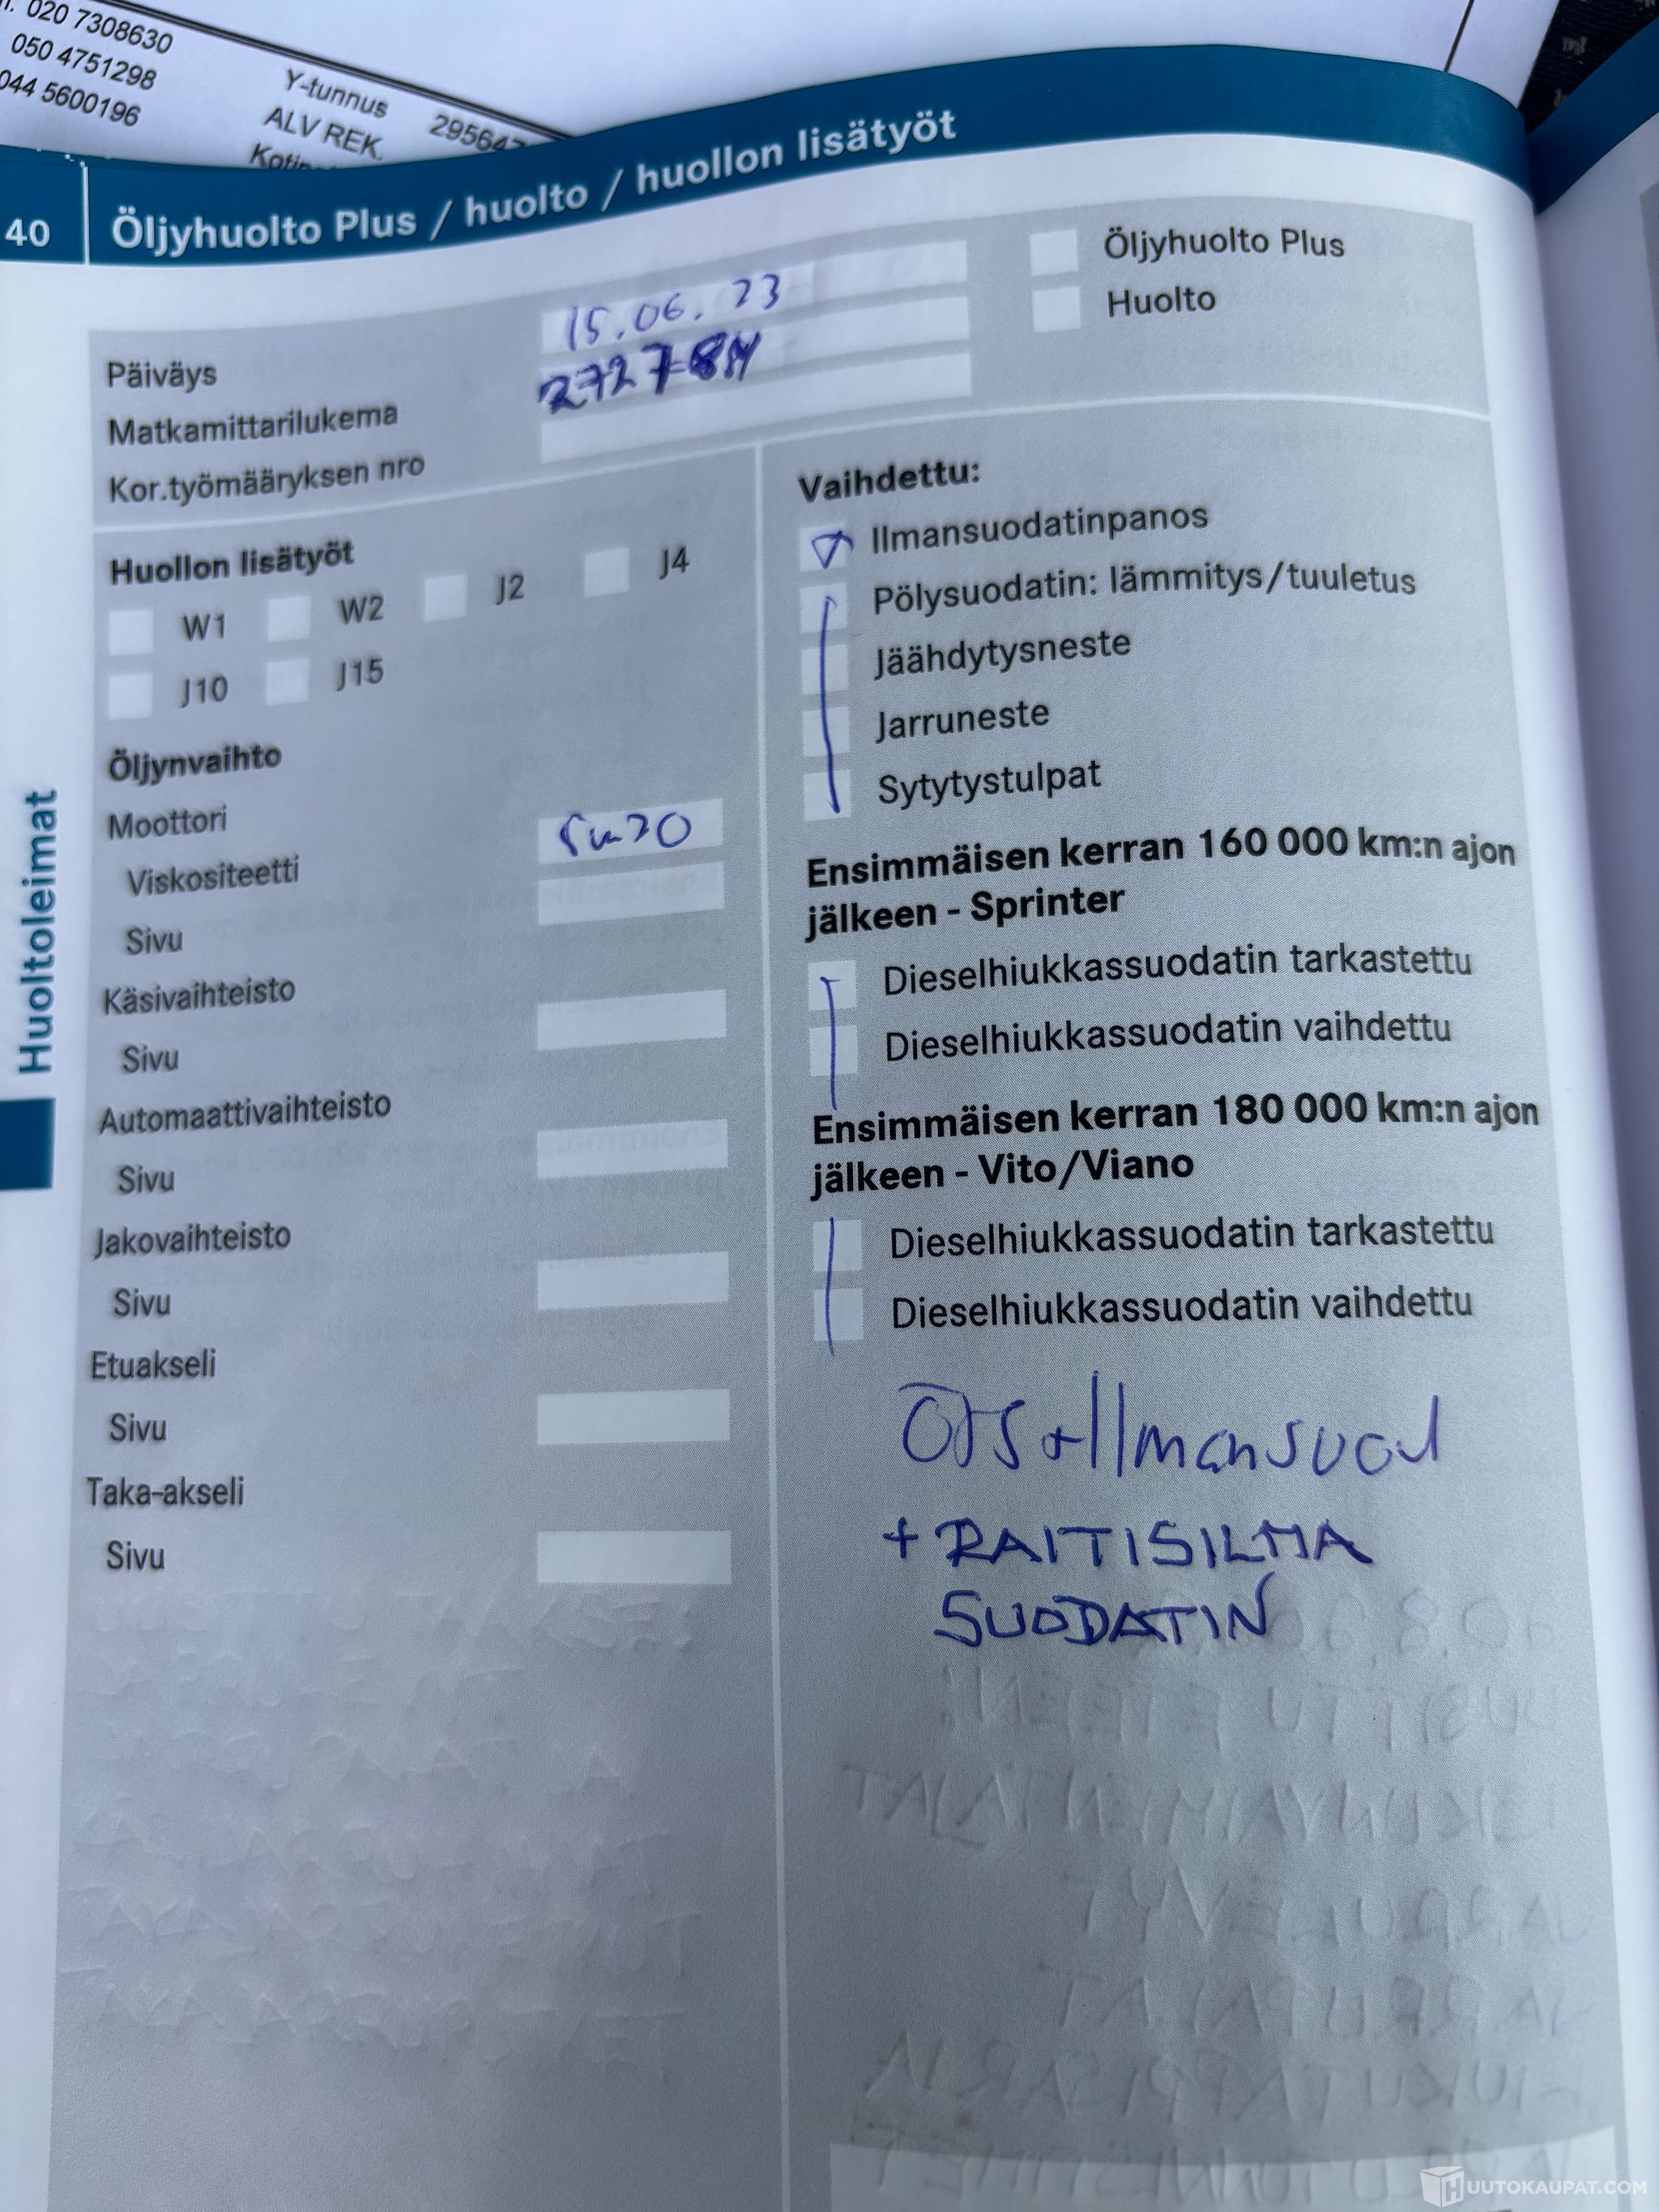 020 7308630
050 4751298
044 5600196
Y-tunnus
ALV REK.
40
Öljyhuolto Plus / huolto / huollon lisätyöt
Päiväys 15.06.23
Matkamittarilukema
Kor.työmääryksen nro
Öljyhuolto Plus
Huolto
Huollon lisätyöt
W1 W2 J2 J4
J10 J15
Öljynvaihto
Moottori
Viskositeetti
Sivu
Käsivaihteisto
Sivu
Automaattivaihteisto
Sivu
Jakovaihteisto
Sivu
Etuakseli
Sivu
Taka-akseli
Sivu
Vaihdettu:
Ilmansuodatinpanos
Pölysuodatin: lämmitys/tuuletus
Jäähdytysneste
Jarruneste
Sytytystulpat
Ensimmäisen kerran 160 000 km:n ajon
jälkeen - Sprinter
Dieselhiukkassuodatin tarkastettu
Dieselhiukkassuodatin vaihdettu
Ensimmäisen kerran 180 000 km:n ajon
jälkeen - Vito/Viano
Dieselhiukkassuodatin tarkastettu
Dieselhiukkassuodatin vaihdettu
+ Ilmansuod
+ RAITISILMA
SUODATIN
Huoltoleimat
HUUTOKAUPAT.COM